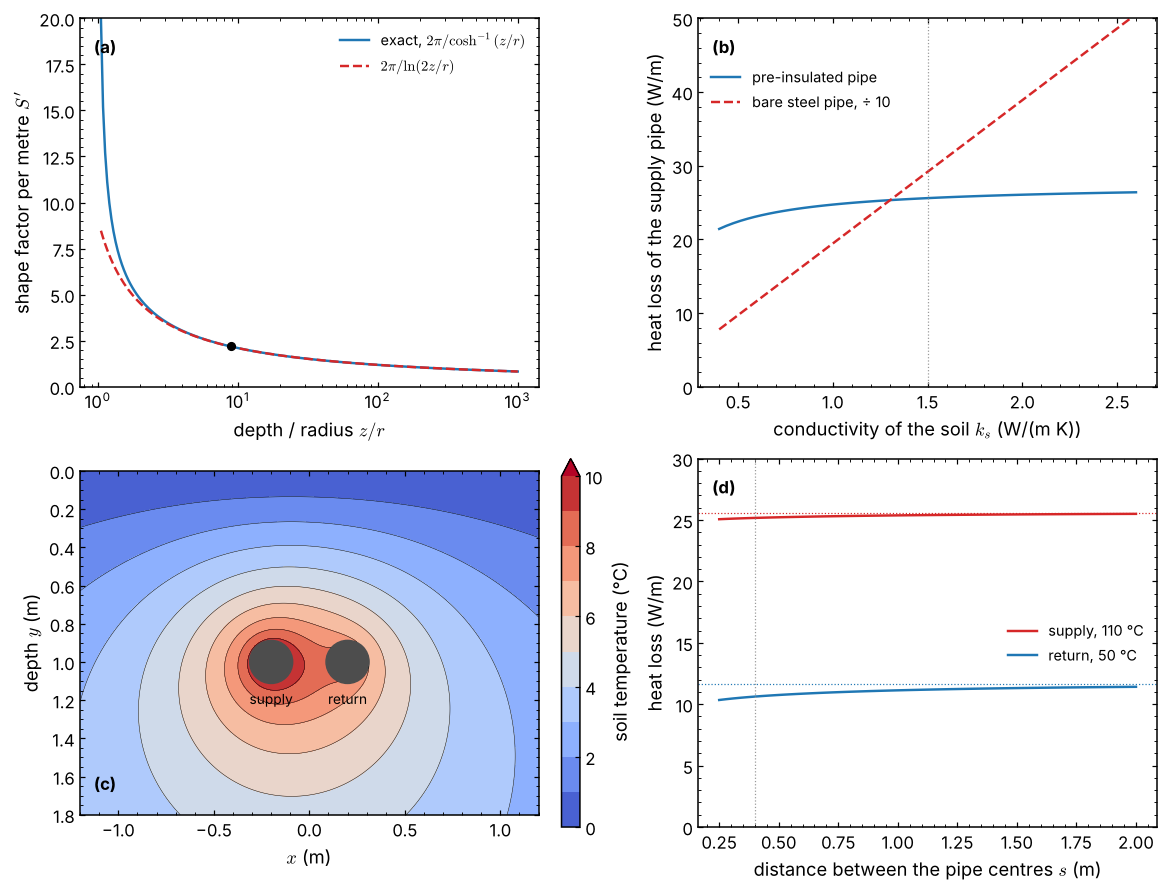 (a)
exact, 2π/cosh⁻¹ (z/r)
2π/ln(2z/r)
20.0
17.5
15.0
12.5
10.0
7.5
5.0
2.5
0.0
shape factor per metre S′
10⁰ 10¹ 10² 10³
depth / radius z/r
(b)
pre-insulated pipe
bare steel pipe, ÷ 10
50
40
30
20
10
0
heat loss of the supply pipe (W/m)
0.5 1.0 1.5 2.0 2.5
conductivity of the soil kₛ (W/(m K))
0.0
0.2
0.4
0.6
0.8
1.0
1.2
1.4
1.6
1.8
depth y (m)
supply return
(c)
−1.0 −0.5 0.0 0.5 1.0
x (m)
10
8
6
4
2
0
soil temperature (°C)
(d)
supply, 110 °C
return, 50 °C
30
25
20
15
10
5
0
heat loss (W/m)
0.25 0.50 0.75 1.00 1.25 1.50 1.75 2.00
distance between the pipe centres s (m)